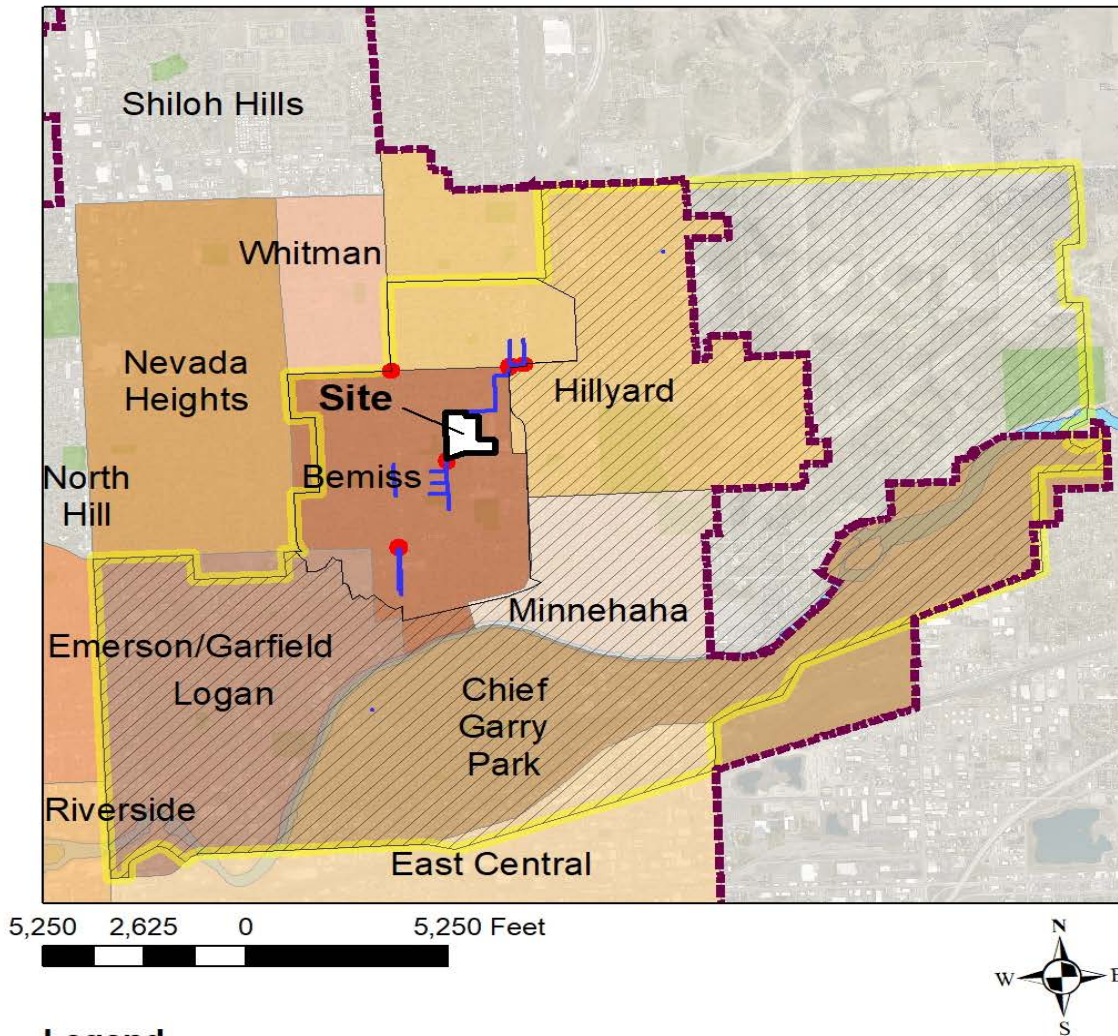 Shiloh Hills
Whitman
Nevada
Heights
Site
Hillyard
North
Hill
Bemiss
Minnehaha
Emerson/Garfield
Logan
Chief
Garry
Park
Riverside
East Central
5,250 2,625 0 5,250 Feet
N
W E
S
Legend